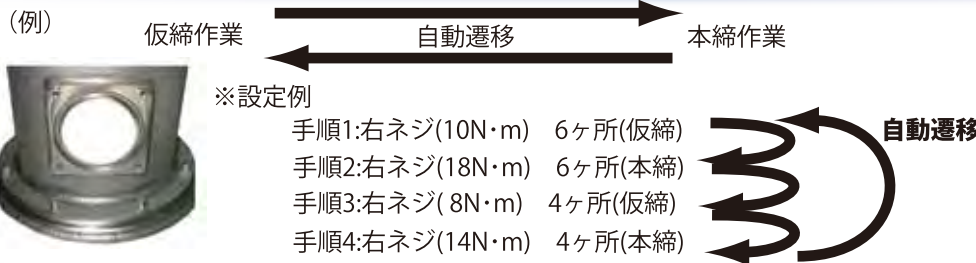 (例)
仮締作業 自動遷移 本締作業
※設定例
手順1:右ネジ(10N・m) 6ヶ所(仮締)
自動遷移
手順2:右ネジ(18N・m) 6ヶ所(本締)
手順3:右ネジ( 8N・m) 4ヶ所(仮締)
手順4:右ネジ(14N・m) 4ヶ所(本締)